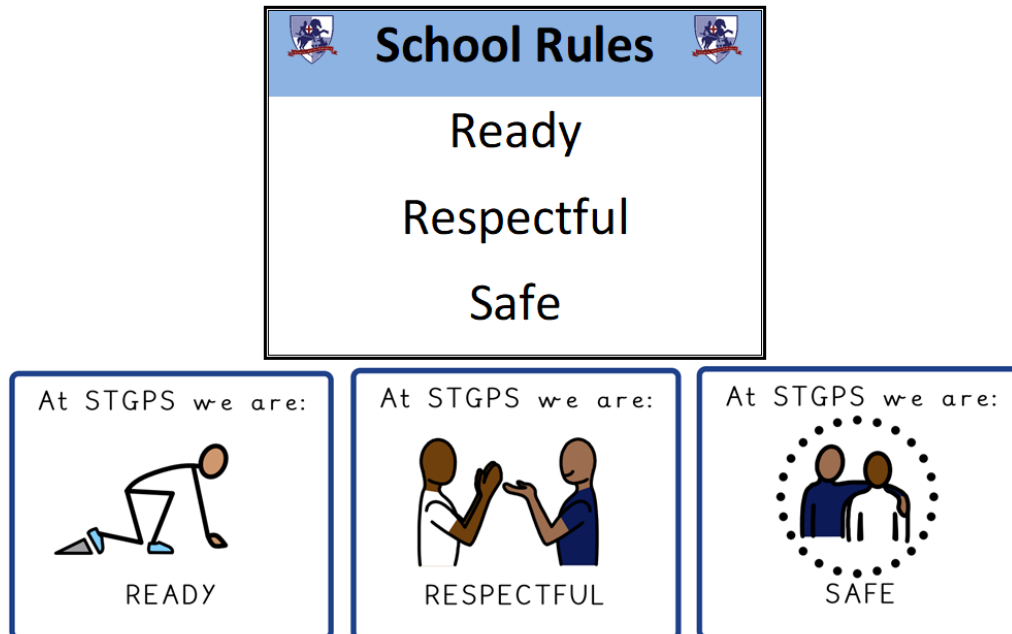 School Rules
Ready
Respectful
Safe
At STGPS we are:
READY
At STGPS we are:
RESPECTFUL
At STGPS we are:
SAFE